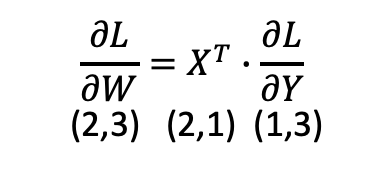 ∂L/∂W = X^T · ∂L/∂Y
(2,3) (2,1) (1,3)